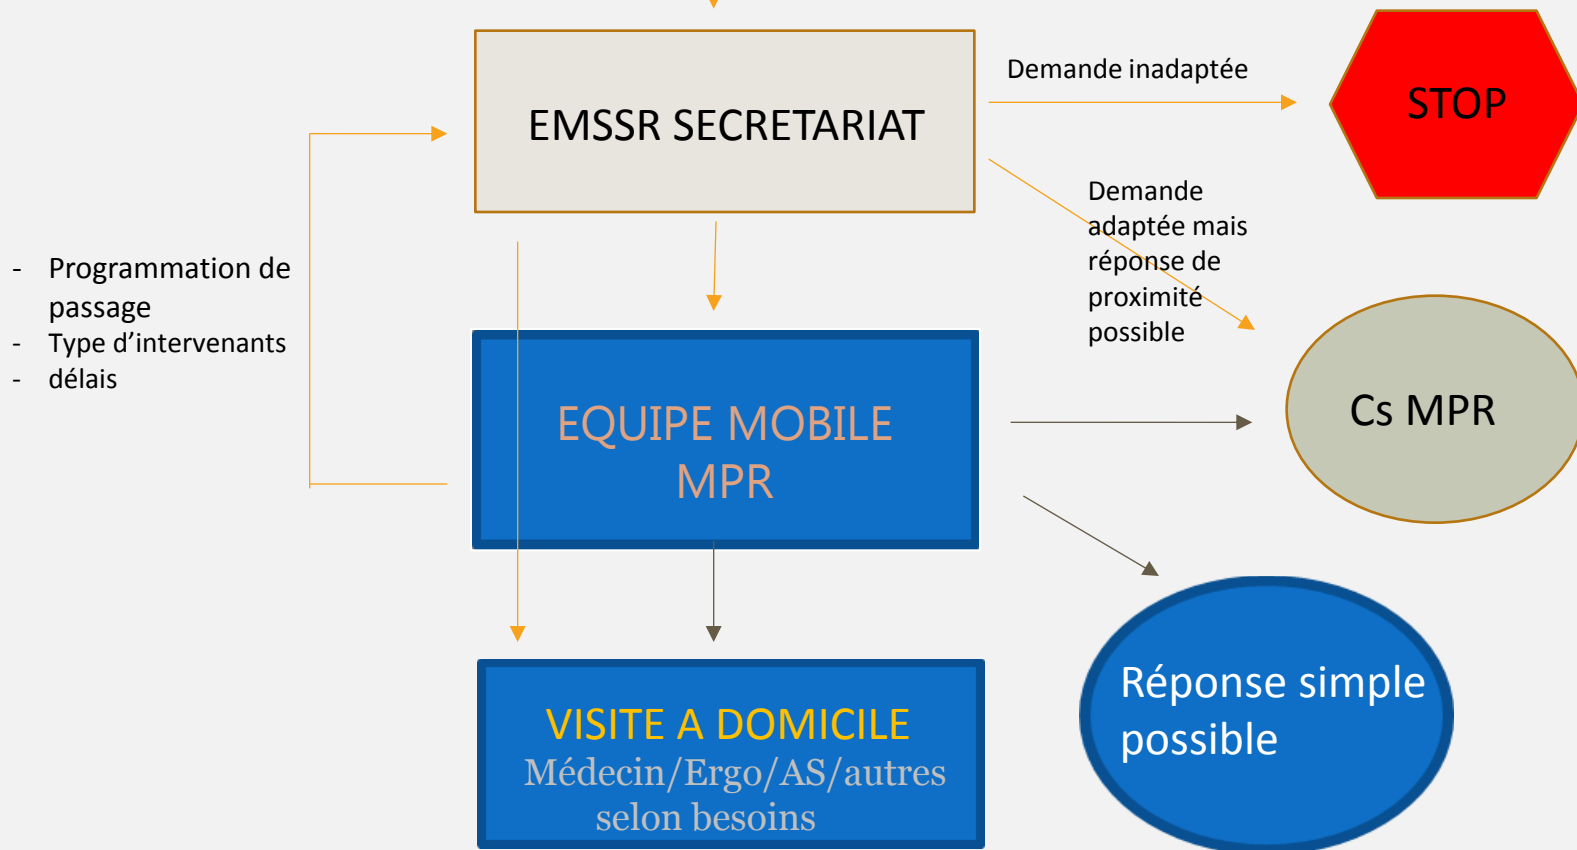 Demande inadaptée
STOP
EMSSR SECRETARIAT
Demande
adaptée mais
réponse de
proximité
possible
- Programmation de
passage
- Type d’intervenants
- délais
EQUIPE MOBILE
MPR
Cs MPR
Réponse simple
possible
VISITE A DOMICILE
Médecin/Ergo/AS/autres
selon besoins